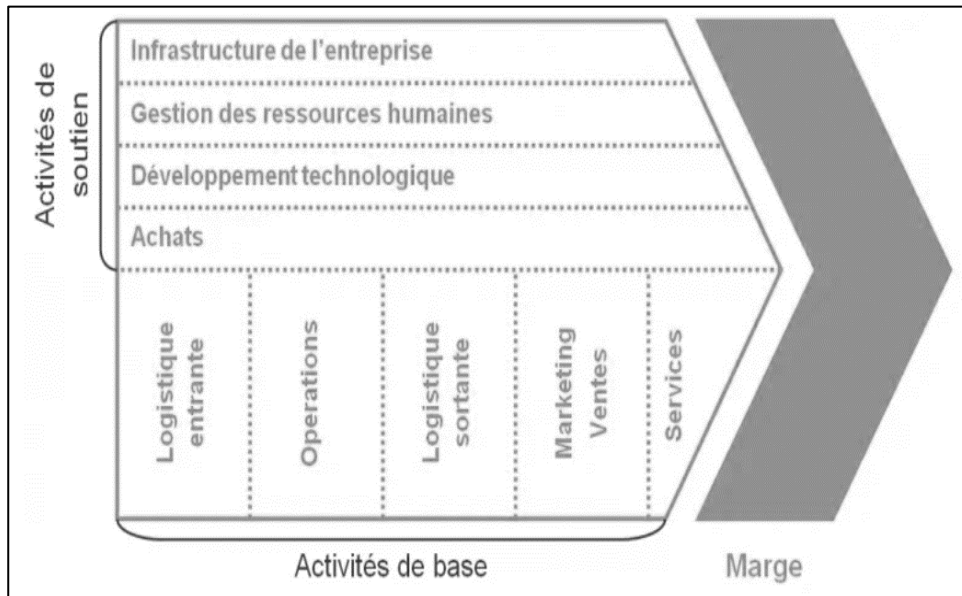 Activités de
soutien
Infrastructure de l'entreprise
Gestion des ressources humaines
Développement technologique
Achats
Logistique
entrante
Operations
Logistique
sortante
Marketing
Ventes
Services
Activités de base
Marge